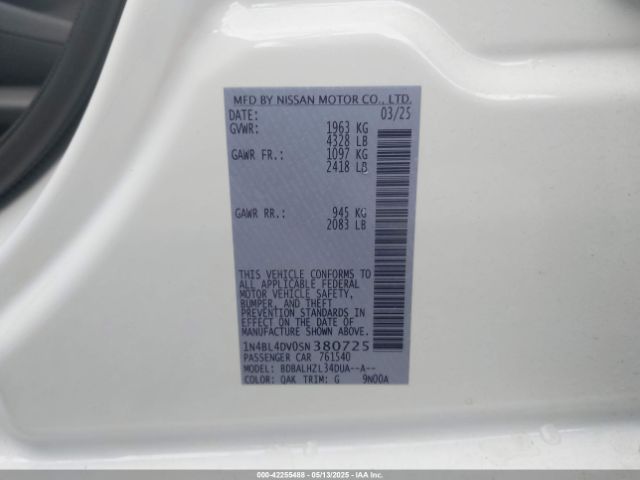 MFD BY NISSAN MOTOR CO., LTD.
DATE: 03/25
GVWR: 1963 KG
4328 LB
GAWR FR.: 1097 KG
2418 LB
GAWR RR.: 945 KG
2083 LB
THIS VEHICLE CONFORMS TO
ALL APPLICABLE FEDERAL
MOTOR VEHICLE SAFETY,
BUMPER, AND THEFT
PREVENTION STANDARDS IN
EFFECT ON THE DATE OF
MANUFACTURE SHOWN ABOVE.
1N4BL4DV0SN380725
PASSENGER CAR 761540
MODEL: BDBALHZL34DUA--A--
COLOR: QAK TRIM: G 9N00A
000-42255488 - 05/13/2025 - Copyright IAA, Inc.